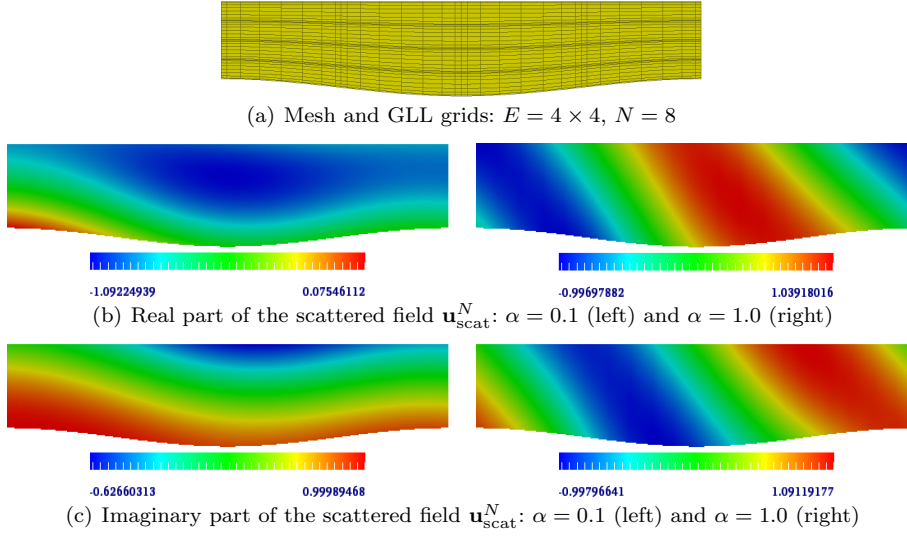 (a) Mesh and GLL grids: E = 4 × 4, N = 8
-1.09224939 0.07546112 -0.99697882 1.03918016
(b) Real part of the scattered field u_scat^N: α = 0.1 (left) and α = 1.0 (right)
-0.62660313 0.99989468 -0.99796641 1.09119177
(c) Imaginary part of the scattered field u_scat^N: α = 0.1 (left) and α = 1.0 (right)